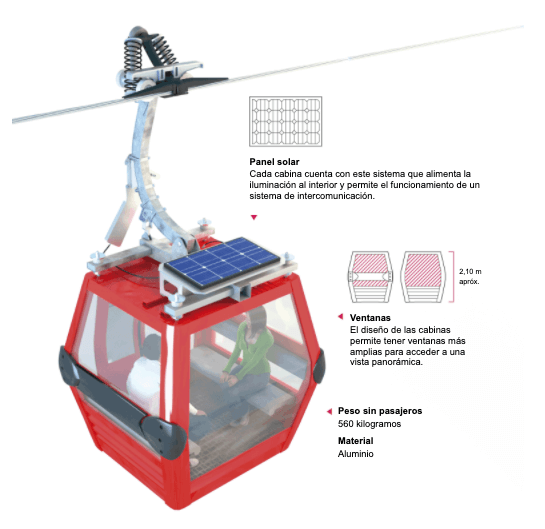 Panel solar
Cada cabina cuenta con este sistema que alimenta la
iluminación al interior y permite el funcionamiento de un
sistema de intercomunicación.
2,10 m
apróx.
Ventanas
El diseño de las cabinas
permite tener ventanas más
amplias para acceder a una
vista panorámica.
Peso sin pasajeros
560 kilogramos
Material
Aluminio